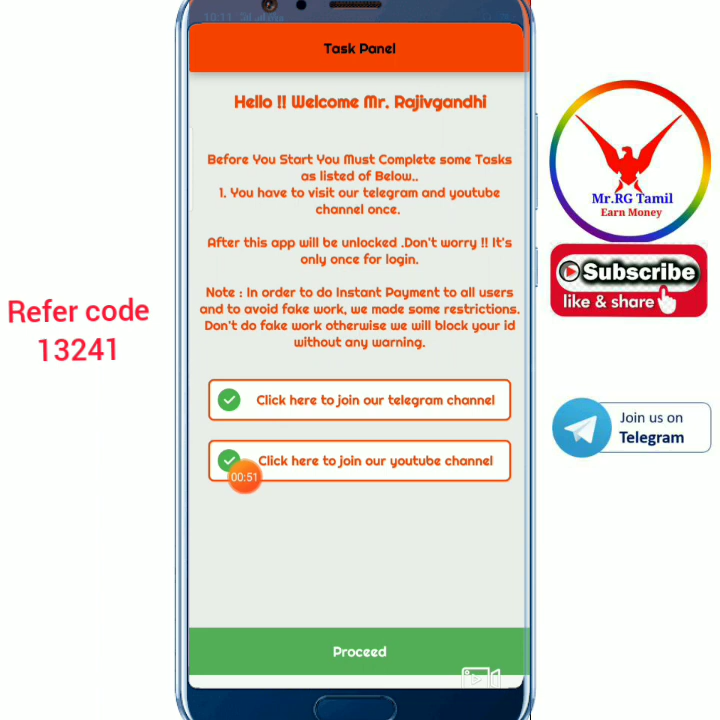 10:11
Task Panel
Hello !! Welcome Mr. Rajivgandhi
Before You Start You Must Complete some Tasks
as listed of Below..
1. You have to visit our telegram and youtube
channel once.
After this app will be unlocked .Don't worry !! It's
only once for login.
Note : In order to do Instant Payment to all users
and to avoid fake work, we made some restrictions.
Don't do fake work otherwise we will block your id
without any warning.
Click here to join our telegram channel
Click here to join our youtube channel
00:51
Proceed
Refer code
13241
Mr.RG Tamil
Earn Money
Subscribe
like & share
Join us on
Telegram